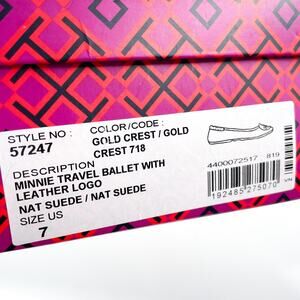 STYLE NO :
57247
COLOR/CODE :
GOLD CREST / GOLD
CREST 718
DESCRIPTION
MINNIE TRAVEL BALLET WITH
LEATHER LOGO
NAT SUEDE / NAT SUEDE
SIZE US
7
4400072517 819
192485275070
VN